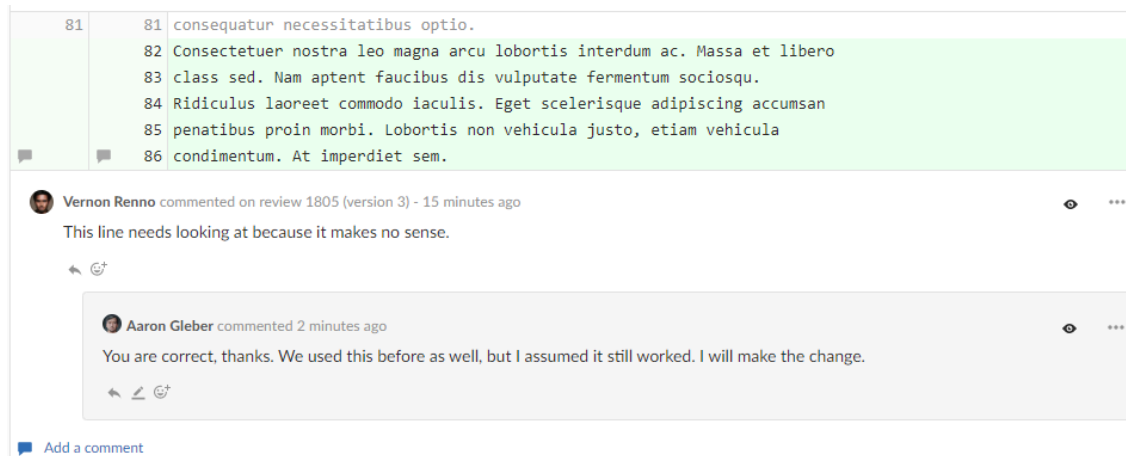 81 81 consequatur necessitatibus optio.
82 Consectetuer nostra leo magna arcu lobortis interdum ac. Massa et libero
83 class sed. Nam aptent faucibus dis vulputate fermentum sociosqu.
84 Ridiculus laoreet commodo iaculis. Eget scelerisque adipiscing accumsan
85 penatibus proin morbi. Lobortis non vehicula justo, etiam vehicula
86 condimentum. At imperdiet sem.
Vernon Renno commented on review 1805 (version 3) - 15 minutes ago
This line needs looking at because it makes no sense.
Aaron Gleber commented 2 minutes ago
You are correct, thanks. We used this before as well, but I assumed it still worked. I will make the change.
Add a comment